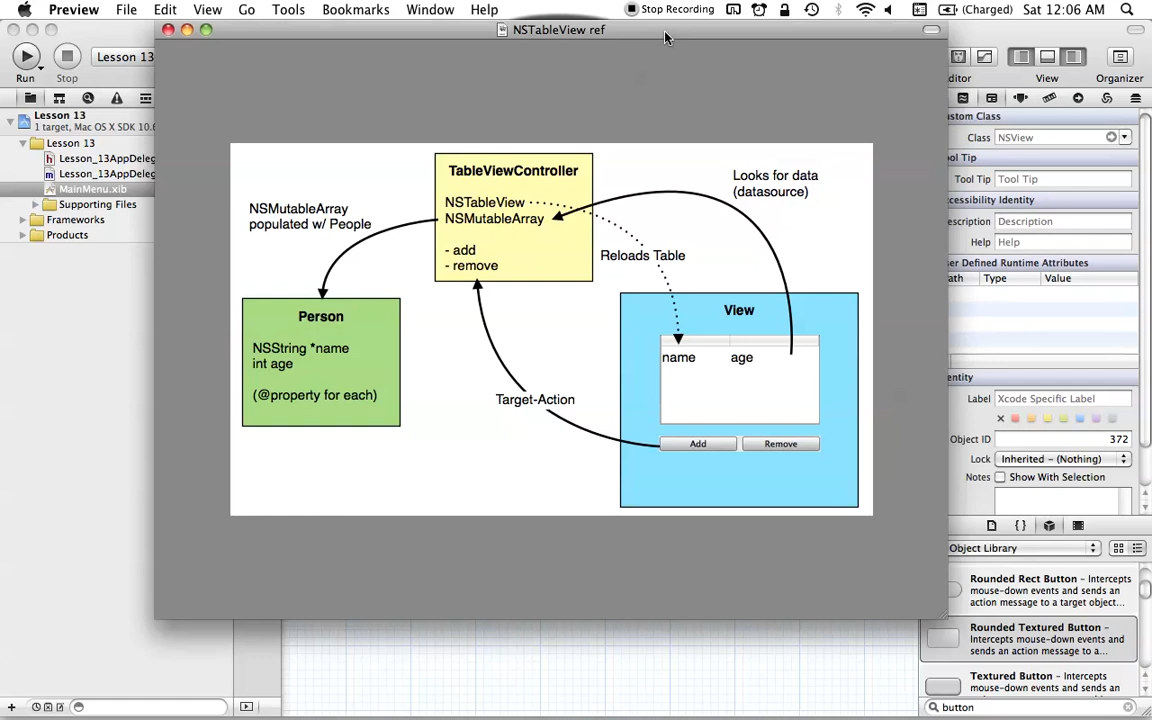 Preview File Edit View Go Tools Bookmarks Window Help Stop Recording (Charged) Sat 12:06 AM
NSTableView ref
Lesson 13
Run Stop
ditor View Organizer
Lesson 13
1 target, Mac OS X SDK 10.6
Lesson 13
Lesson_13AppDeleg
Lesson_13AppDeleg
MainMenu.xib
Supporting Files
Frameworks
Products
TableViewController
NSTableView
NSMutableArray
- add
- remove
NSMutableArray
populated w/ People
Looks for data
(datasource)
Reloads Table
Person
NSString *name
int age
(@property for each)
Target-Action
View
name age
Add Remove
ustom Class
Class NSView
ool Tip
Tool Tip Tool Tip
ccessibility Identity
Description Description
Help Help
ser Defined Runtime Attributes
ath Type Value
entity
Label Xcode Specific Label
Object ID 372
Lock Inherited - (Nothing)
Notes Show With Selection
Object Library
Rounded Rect Button - Intercepts
mouse-down events and sends an
action message to a target object...
Rounded Textured Button -
Intercepts mouse-down events and
sends an action message to a...
Textured Button - Intercepts
mouse-down events and sends an
button